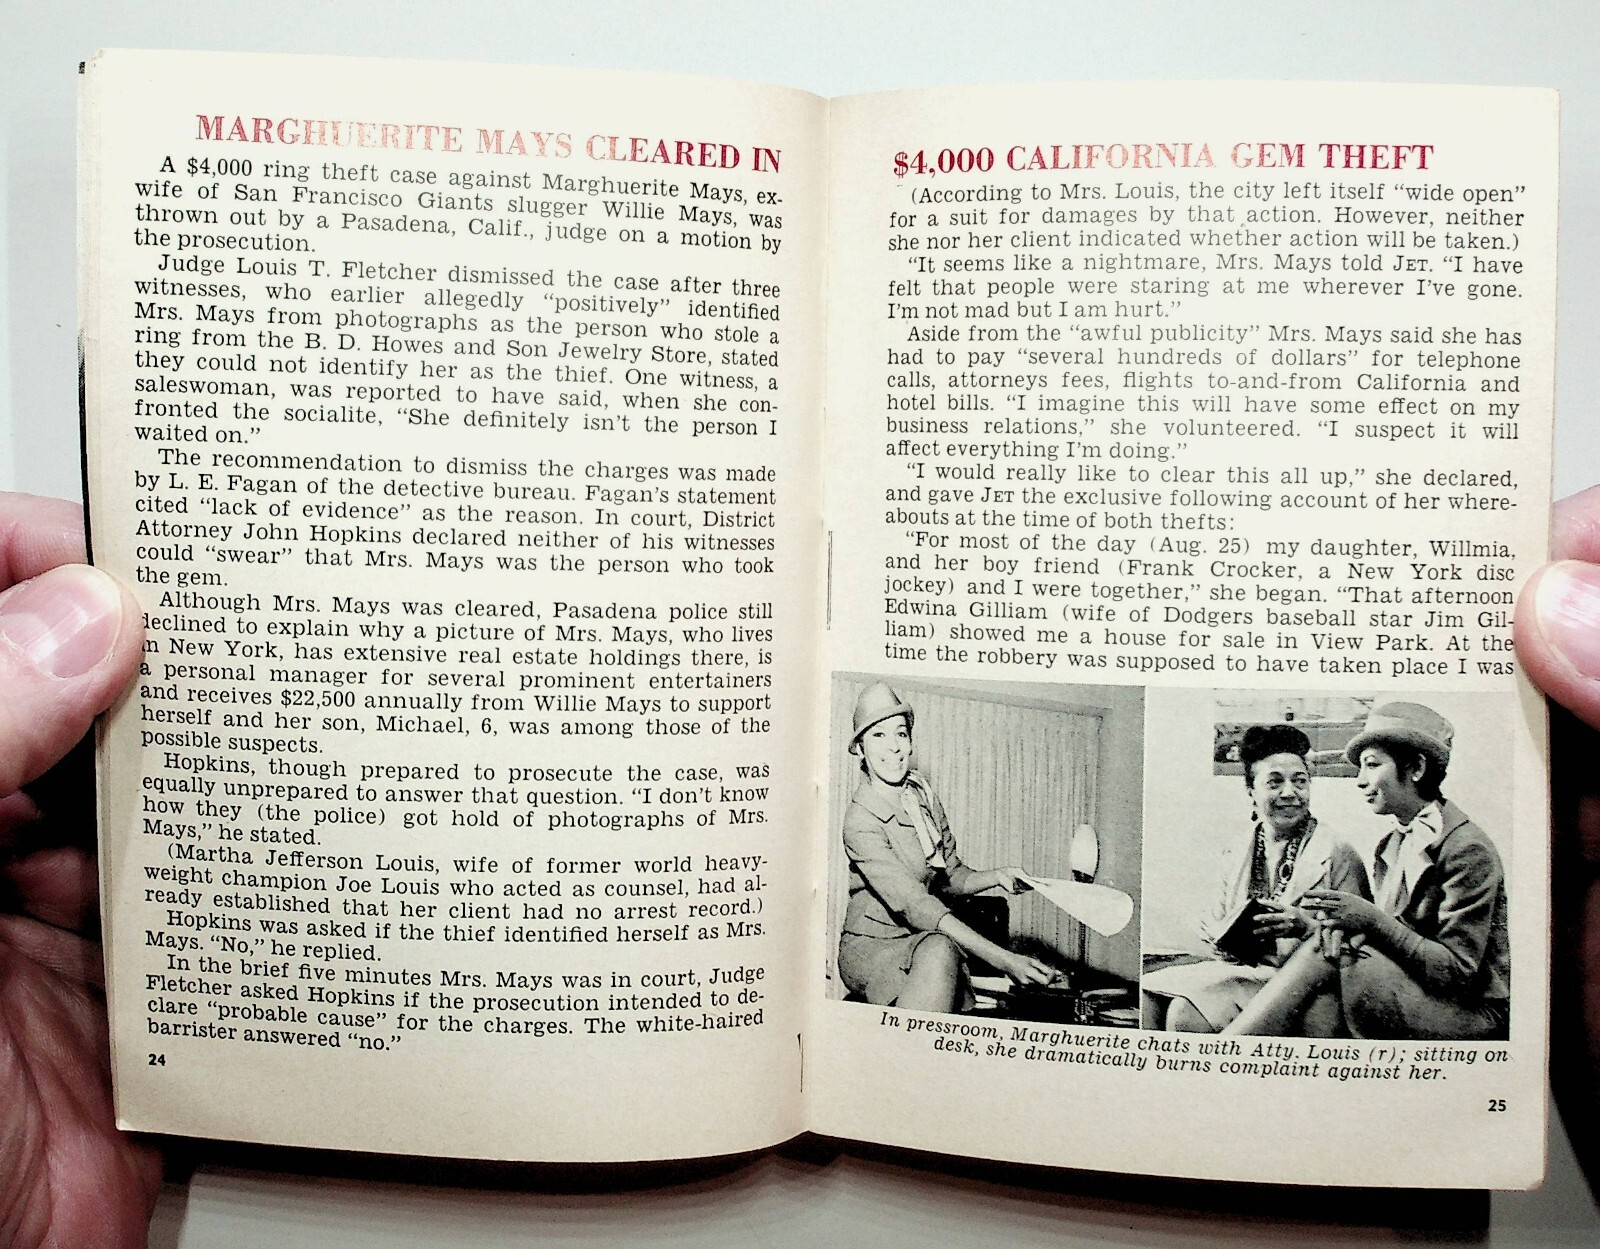 MARGHUERITE MAYS CLEARED IN
A $4,000 ring theft case against Marghuerite Mays, ex-
wife of San Francisco Giants slugger Willie Mays, was
thrown out by a Pasadena, Calif., judge on a motion by
the prosecution.
Judge Louis T. Fletcher dismissed the case after three
witnesses, who earlier allegedly “positively” identified
Mrs. Mays from photographs as the person who stole a
ring from the B. D. Howes and Son Jewelry Store, stated
they could not identify her as the thief. One witness, a
saleswoman, was reported to have said, when she con-
fronted the socialite, “She definitely isn't the person I
waited on.”
The recommendation to dismiss the charges was made
by L. E. Fagan of the detective bureau. Fagan's statement
cited “lack of evidence” as the reason. In court, District
Attorney John Hopkins declared neither of his witnesses
could “swear” that Mrs. Mays was the person who took
the gem.
Although Mrs. Mays was cleared, Pasadena police still
declined to explain why a picture of Mrs. Mays, who lives
in New York, has extensive real estate holdings there, is
a personal manager for several prominent entertainers
and receives $22,500 annually from Willie Mays to support
herself and her son, Michael, 6, was among those of the
possible suspects.
Hopkins, though prepared to prosecute the case, was
equally unprepared to answer that question. “I don't know
how they (the police) got hold of photographs of Mrs.
Mays,” he stated.
(Martha Jefferson Louis, wife of former world heavy-
weight champion Joe Louis who acted as counsel, had al-
ready established that her client had no arrest record.)
Hopkins was asked if the thief identified herself as Mrs.
Mays. “No,” he replied.
In the brief five minutes Mrs. Mays was in court, Judge
Fletcher asked Hopkins if the prosecution intended to de-
clare “probable cause” for the charges. The white-haired
barrister answered “no.”
24
$4,000 CALIFORNIA GEM THEFT
(According to Mrs. Louis, the city left itself “wide open”
for a suit for damages by that action. However, neither
she nor her client indicated whether action will be taken.)
“It seems like a nightmare, Mrs. Mays told JET. “I have
felt that people were staring at me wherever I've gone.
I'm not mad but I am hurt.”
Aside from the “awful publicity” Mrs. Mays said she has
had to pay “several hundreds of dollars” for telephone
calls, attorneys fees, flights to-and-from California and
hotel bills. “I imagine this will have some effect on my
business relations,” she volunteered. “I suspect it will
affect everything I'm doing.”
“I would really like to clear this all up,” she declared,
and gave JET the exclusive following account of her where-
abouts at the time of both thefts:
“For most of the day (Aug. 25) my daughter, Willmia,
and her boy friend (Frank Crocker, a New York disc
jockey) and I were together,” she began. “That afternoon
Edwina Gilliam (wife of Dodgers baseball star Jim Gil-
liam) showed me a house for sale in View Park. At the
time the robbery was supposed to have taken place I was
In pressroom, Marghuerite chats with Atty. Louis (r); sitting on
desk, she dramatically burns complaint against her.
25